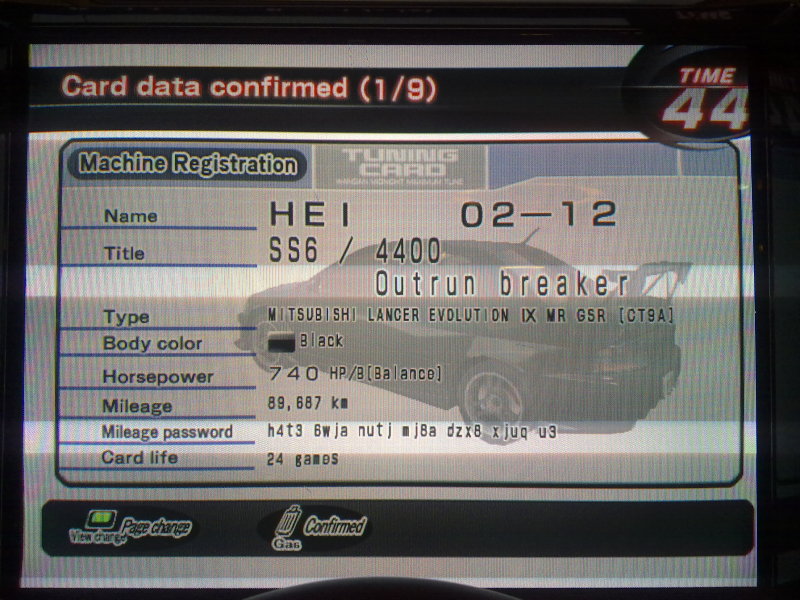 Card data confirmed (1/9)
TIME
44
Machine Registration
TUNING
CARD
Name HEI 02-12
Title SS6 / 4400
Outrun breaker
Type MITSUBISHI LANCER EVOLUTION IX MR GSR [CT9A]
Body color Black
Horsepower 740 HP/B[Balance]
Mileage 89,687 km
Mileage password h4t3 6wja nutj mj8a dzx8 xjuq u3
Card life 24 games
View change Page change
Gas Confirmed